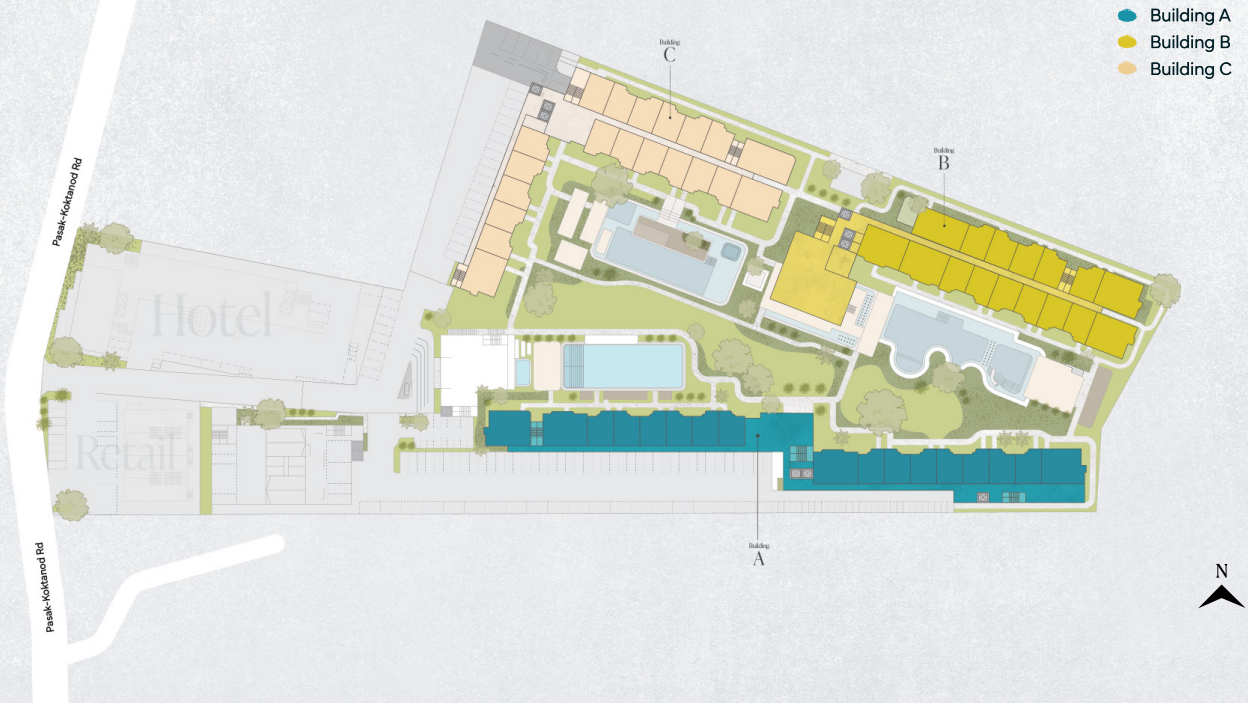 Building A
Building B
Building C
Building
C
Building
B
Pasak-Koktanod Rd
Hotel
Retail
Building
A
Pasak-Koktanod Rd
N